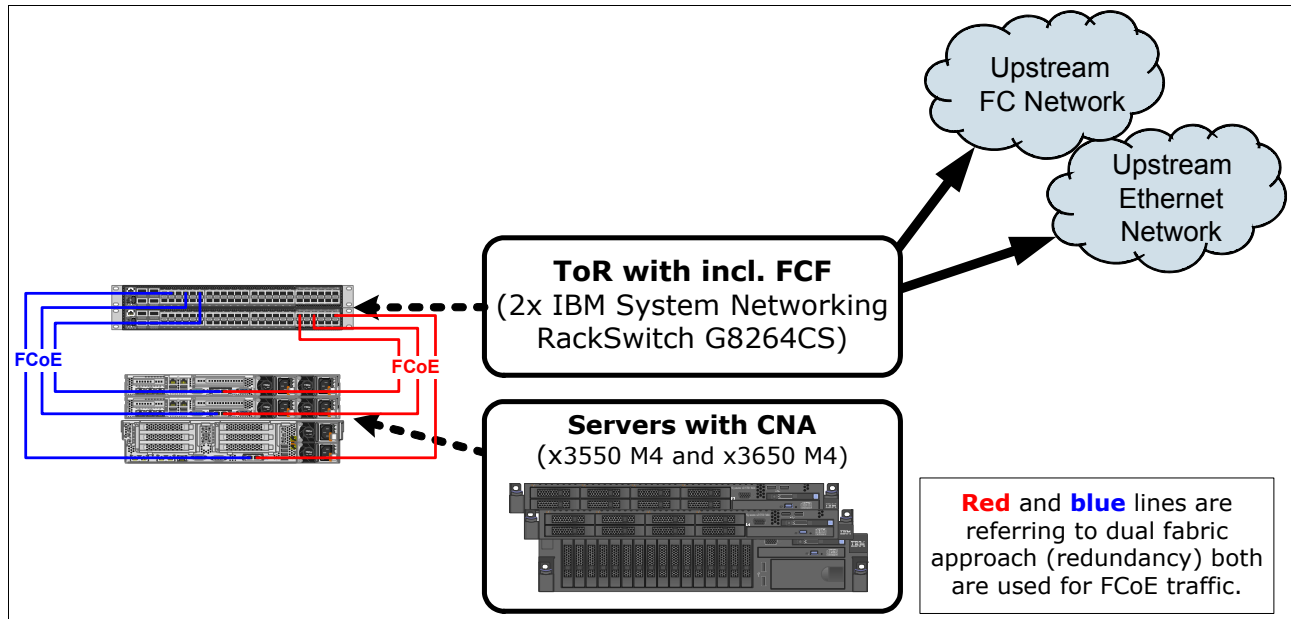 Upstream
FC Network
Upstream
Ethernet
Network
ToR with incl. FCF
(2x IBM System Networking
RackSwitch G8264CS)
FCoE
FCoE
Servers with CNA
(x3550 M4 and x3650 M4)
IBM
Red and blue lines are
referring to dual fabric
approach (redundancy) both
are used for FCoE traffic.